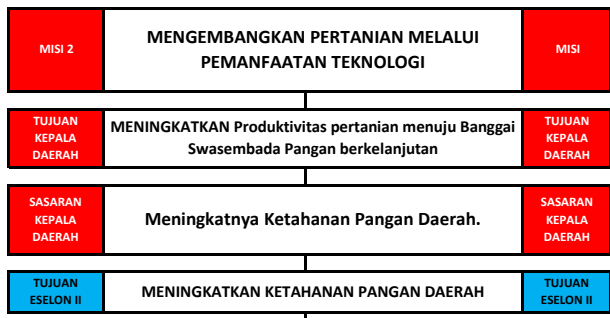 MISI 2
MENGEMBANGKAN PERTANIAN MELALUI
PEMANFAATAN TEKNOLOGI
MISI
TUJUAN
KEPALA
DAERAH
MENINGKATKAN Produktivitas pertanian menuju Banggai
Swasembada Pangan berkelanjutan
TUJUAN
KEPALA
DAERAH
SASARAN
KEPALA
DAERAH
Meningkatnya Ketahanan Pangan Daerah.
SASARAN
KEPALA
DAERAH
TUJUAN
ESELON II
MENINGKATKAN KETAHANAN PANGAN DAERAH
TUJUAN
ESELON II